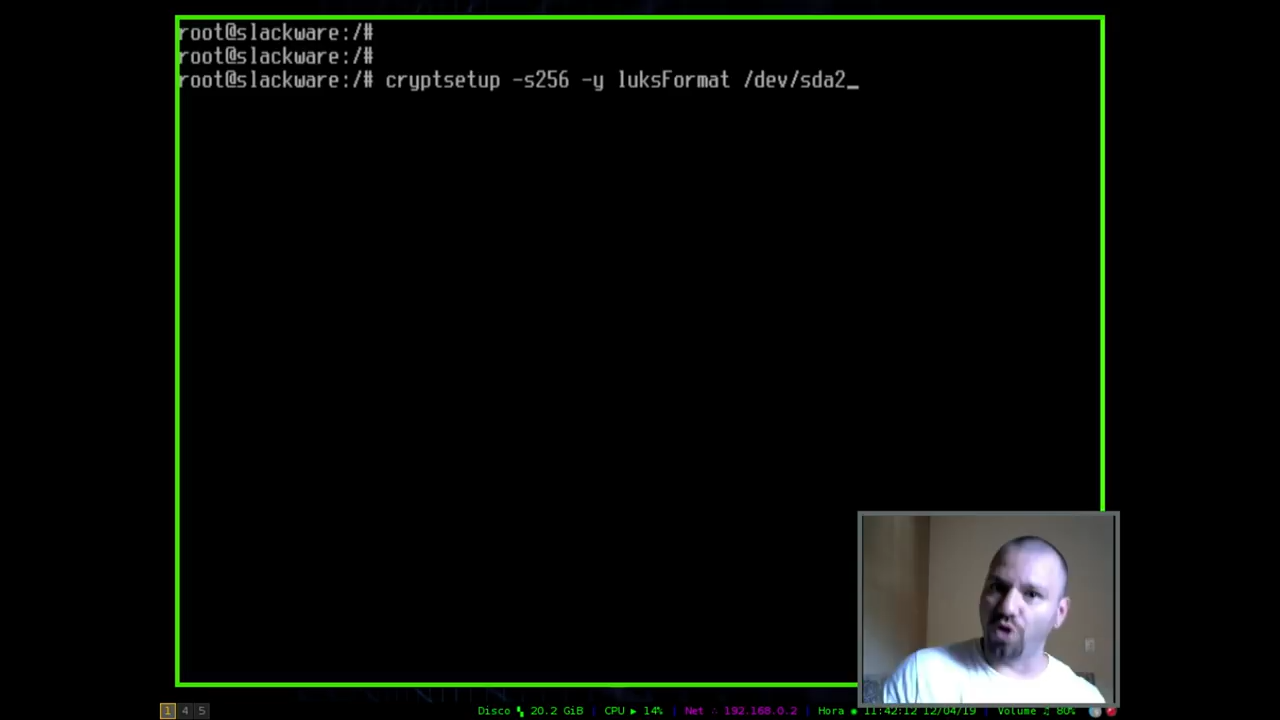 root@slackware:/#
root@slackware:/#
root@slackware:/# cryptsetup -s256 -y luksFormat /dev/sda2_
1 4 5 Disco 20.2 GiB | CPU ▶ 14% | Net 192.168.0.2 | Hora 11:42:12 12/04/19 | Volume ♫ 80%